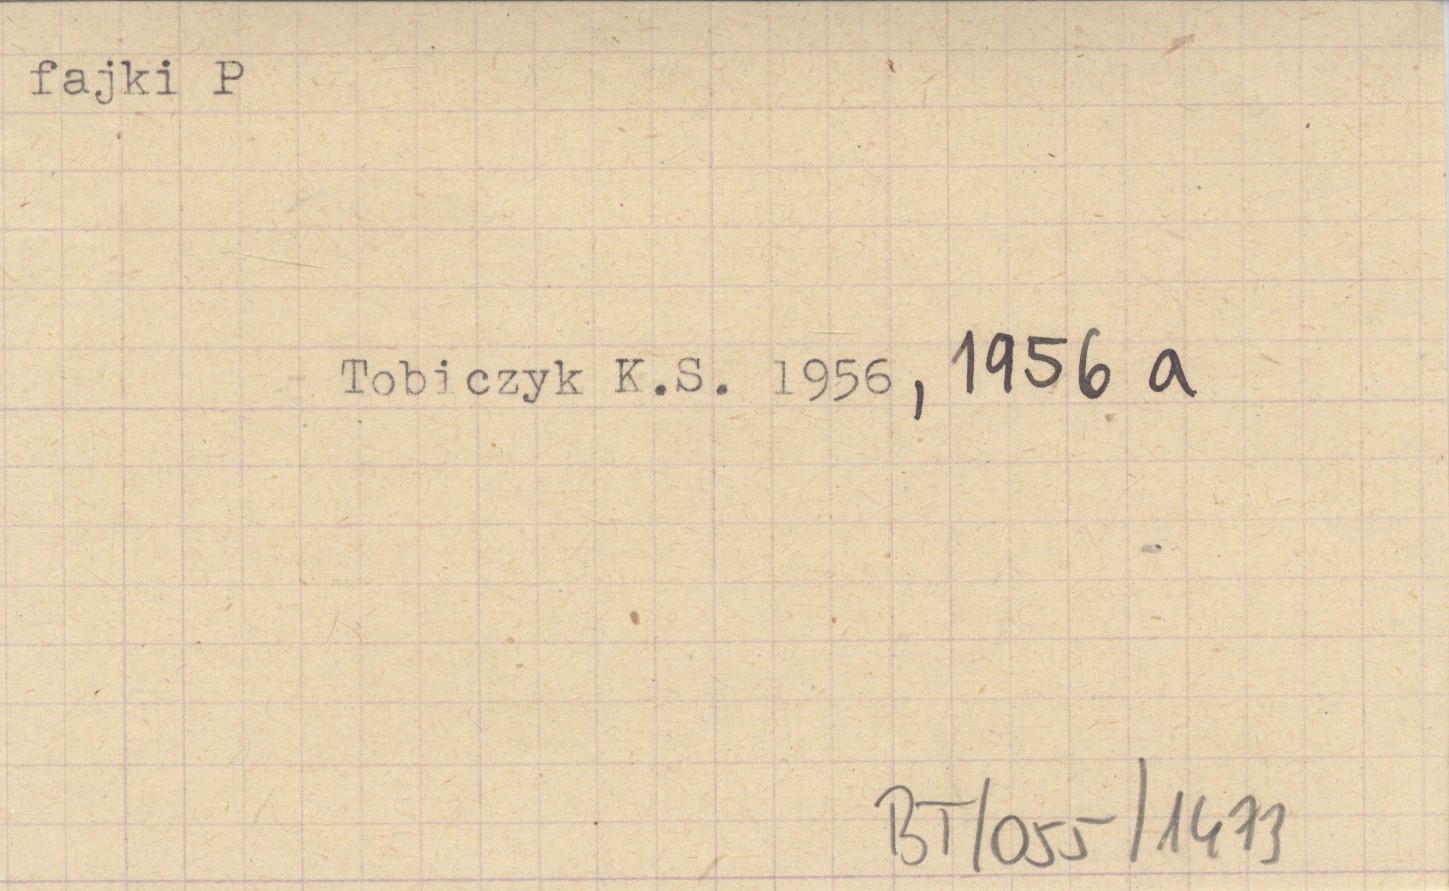 fajki P
Tobiczyk K.S. 1956, 1956 a
BT/055/1473